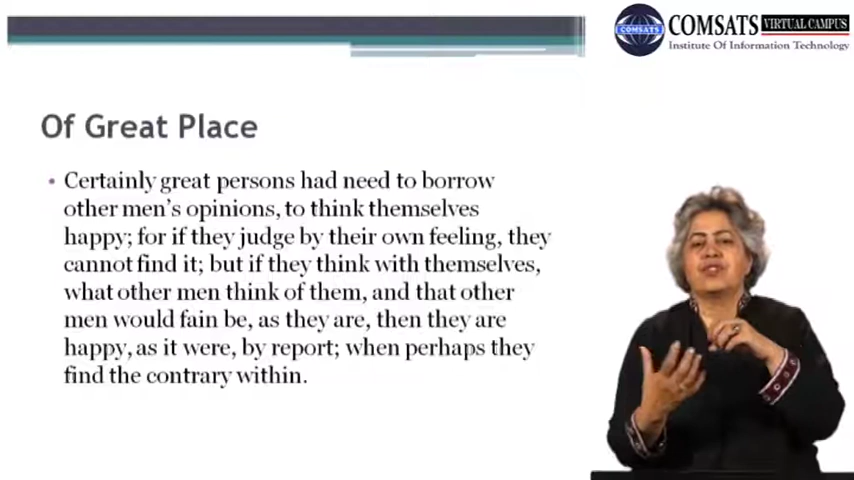 COMSATS VIRTUAL CAMPUS
Institute Of Information Technology
COMSATS
Of Great Place
• Certainly great persons had need to borrow
other men's opinions, to think themselves
happy; for if they judge by their own feeling, they
cannot find it; but if they think with themselves,
what other men think of them, and that other
men would fain be, as they are, then they are
happy, as it were, by report; when perhaps they
find the contrary within.